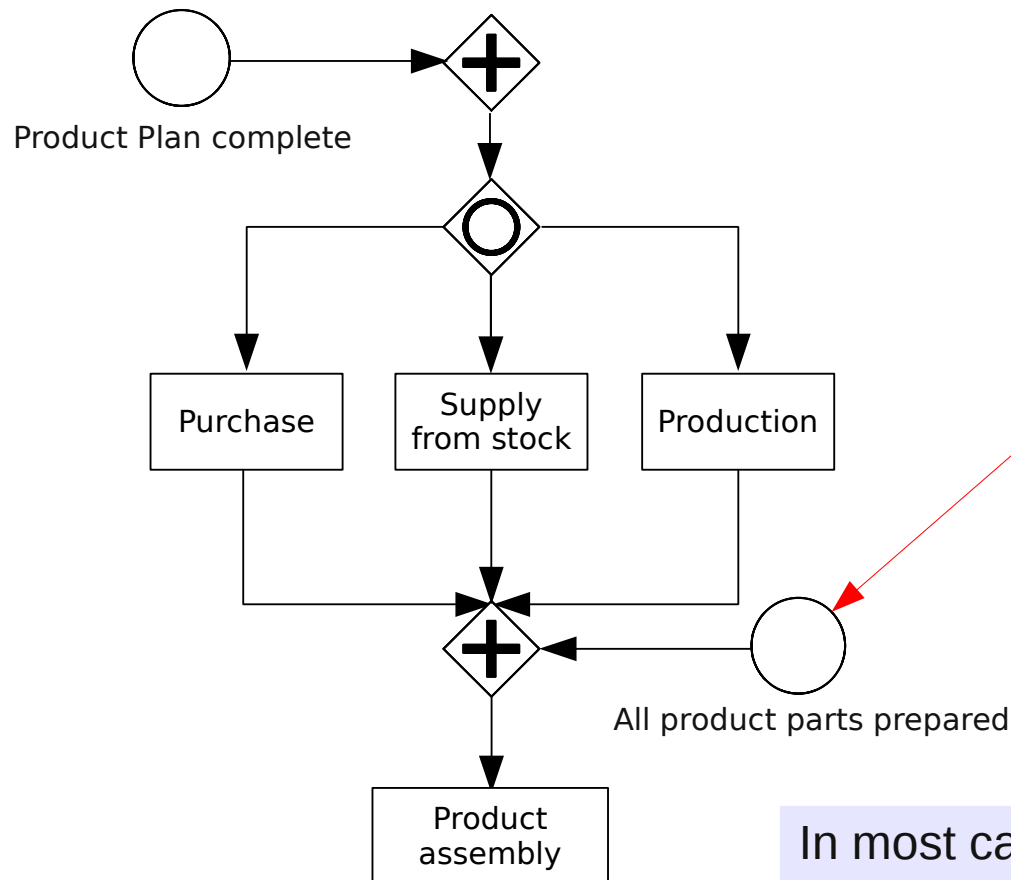 Product Plan complete
Purchase
Supply
from stock
Production
All product parts prepared
Product
assembly
In most ca